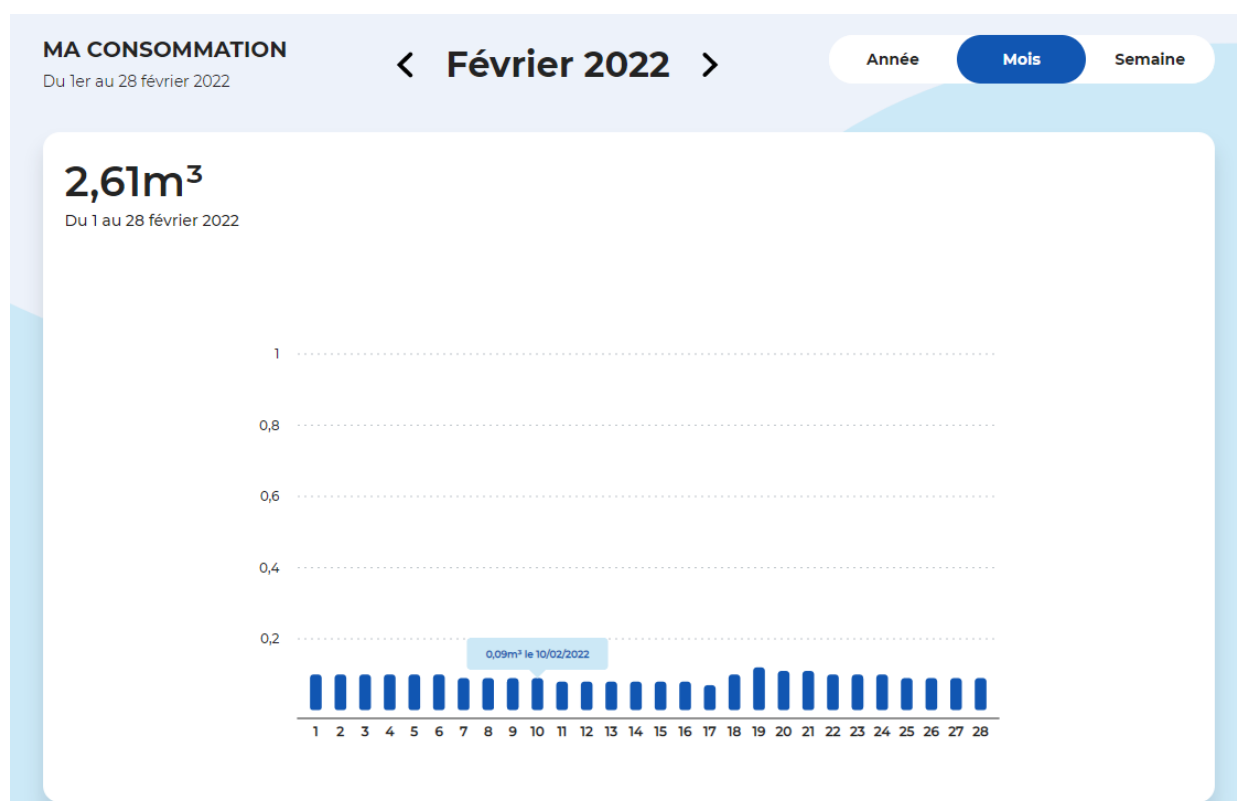 MA CONSOMMATION
Du 1er au 28 février 2022
Février 2022
Année Mois Semaine
2,61m³
Du 1 au 28 février 2022
1
0,8
0,6
0,4
0,2
0,09m³ le 10/02/2022
1 2 3 4 5 6 7 8 9 10 11 12 13 14 15 16 17 18 19 20 21 22 23 24 25 26 27 28